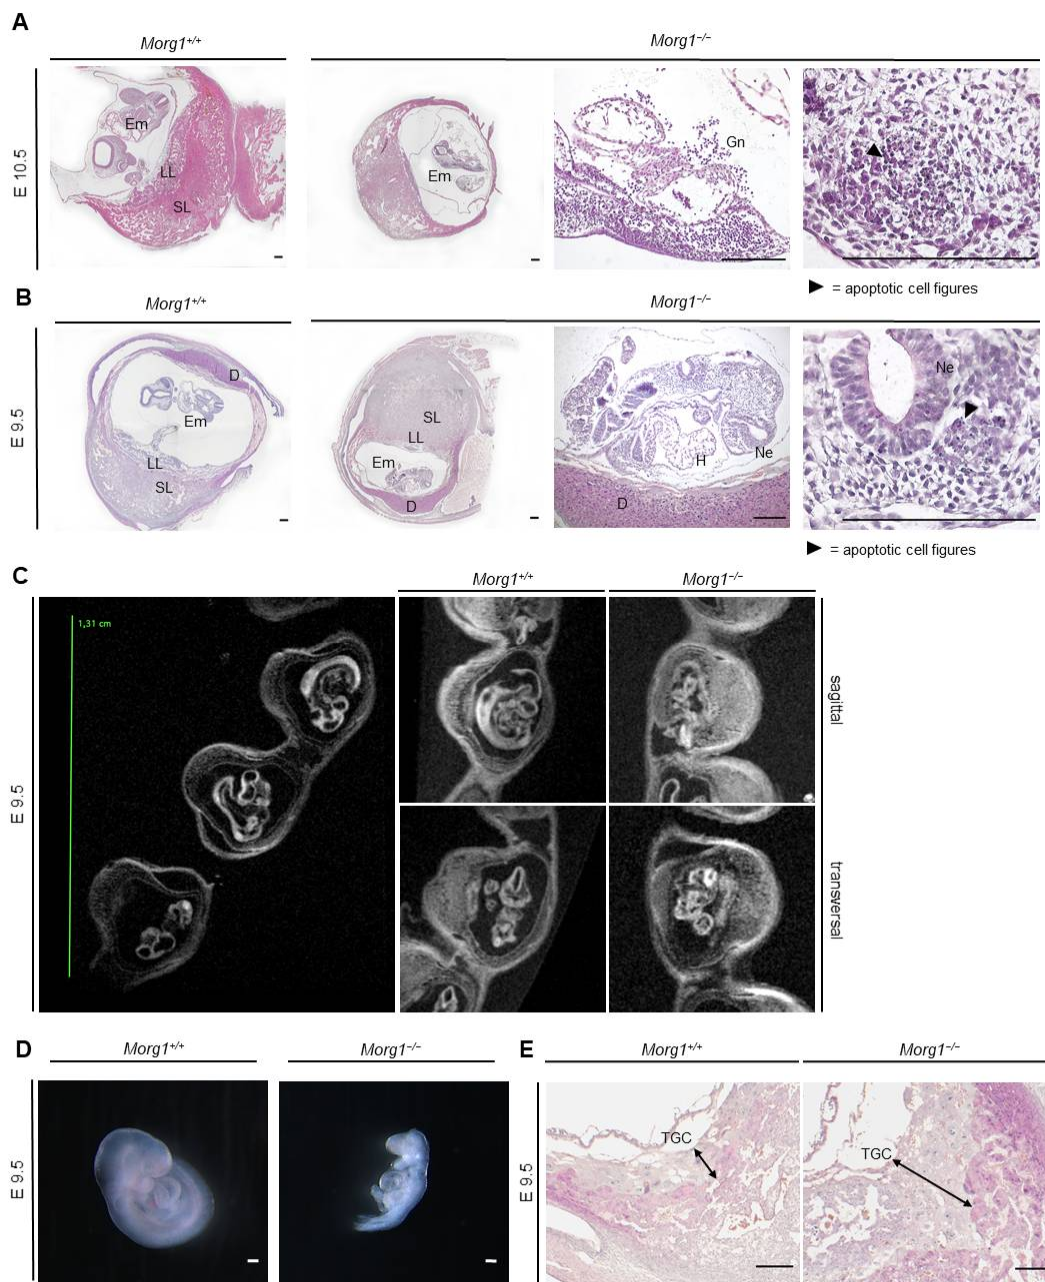 A
Morg1+/+
Morg1−/−
E 10.5
Em
LL
SL
Em
Gn
= apoptotic cell figures
B
Morg1+/+
Morg1−/−
E 9.5
D
Em
LL
SL
SL
LL
Em
D
H
Ne
D
Ne
= apoptotic cell figures
C
Morg1+/+
Morg1−/−
E 9.5
1,31 cm
sagittal
transversal
D
Morg1+/+
Morg1−/−
E 9.5
E
Morg1+/+
Morg1−/−
E 9.5
TGC
TGC